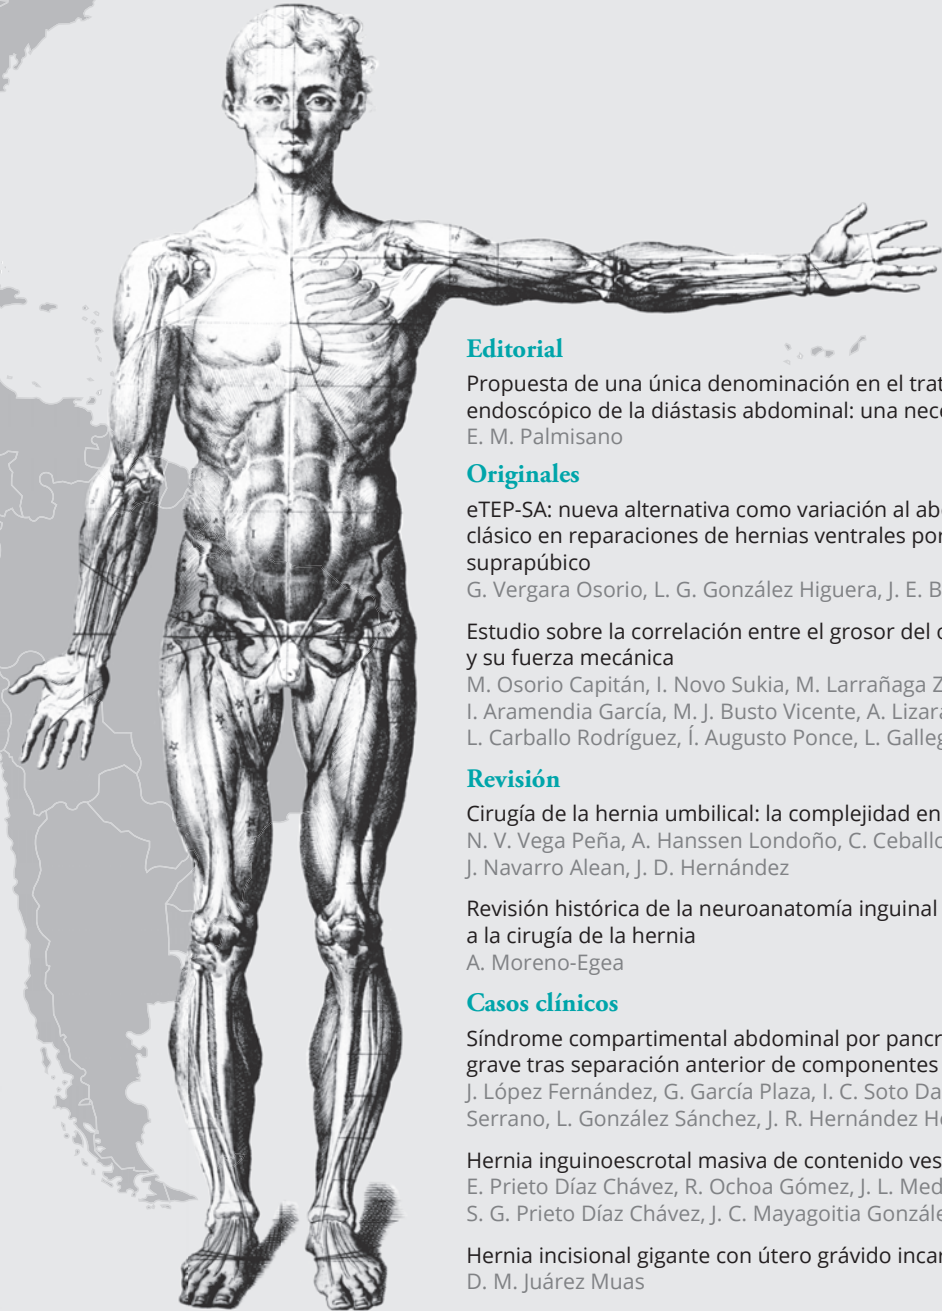 Editorial
Propuesta de una única denominación en el trat
endoscópico de la diástasis abdominal: una nece
E. M. Palmisano
Originales
eTEP-SA: nueva alternativa como variación al abo
clásico en reparaciones de hernias ventrales por
suprapúbico
G. Vergara Osorio, L. G. González Higuera, J. E. B
Estudio sobre la correlación entre el grosor del c
y su fuerza mecánica
M. Osorio Capitán, I. Novo Sukia, M. Larrañaga Z
I. Aramendia García, M. J. Busto Vicente, A. Lizara
L. Carballo Rodríguez, Í. Augusto Ponce, L. Galleg
Revisión
Cirugía de la hernia umbilical: la complejidad en
N. V. Vega Peña, A. Hanssen Londoño, C. Ceballo
J. Navarro Alean, J. D. Hernández
Revisión histórica de la neuroanatomía inguinal
a la cirugía de la hernia
A. Moreno-Egea
Casos clínicos
Síndrome compartimental abdominal por pancr
grave tras separación anterior de componentes
J. López Fernández, G. García Plaza, I. C. Soto Da
Serrano, L. González Sánchez, J. R. Hernández He
Hernia inguinoescrotal masiva de contenido ves
E. Prieto Díaz Chávez, R. Ochoa Gómez, J. L. Med
S. G. Prieto Díaz Chávez, J. C. Mayagoitia Gonzále
Hernia incisional gigante con útero grávido incar
D. M. Juárez Muas